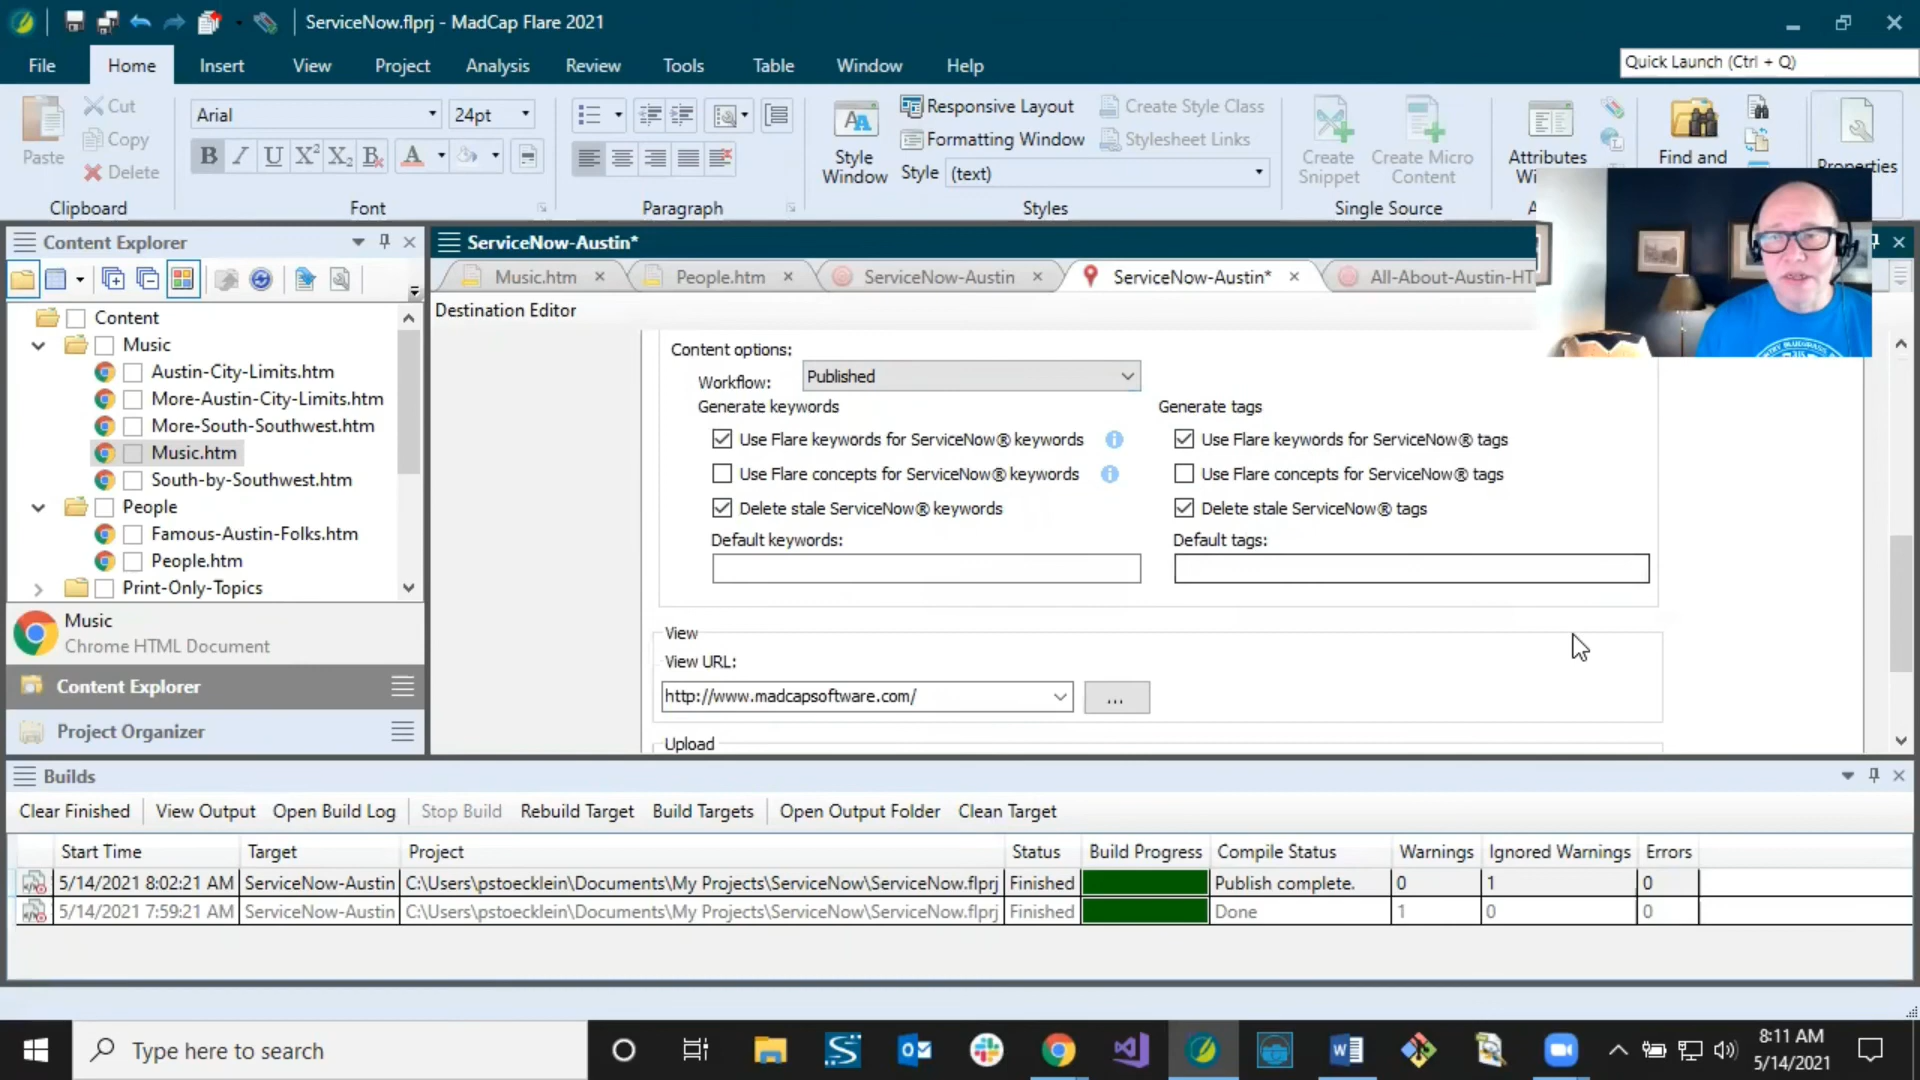 ServiceNow.flprj - MadCap Flare 2021
File Home Insert View Project Analysis Review Tools Table Window Help
Quick Launch (Ctrl + Q)
Paste
Cut
Copy
Delete
Clipboard
Arial 24pt
B I U X² X₂ B
Font
Paragraph
Style Window
Responsive Layout
Formatting Window
Style (text)
Create Style Class
Stylesheet Links
Styles
Create Snippet
Create Micro Content
Single Source
Attributes
Find and
Properties
Content Explorer
Content
Music
Austin-City-Limits.htm
More-Austin-City-Limits.htm
More-South-Southwest.htm
Music.htm
South-by-Southwest.htm
People
Famous-Austin-Folks.htm
People.htm
Print-Only-Topics
Music
Chrome HTML Document
Content Explorer
Project Organizer
ServiceNow-Austin*
Music.htm People.htm ServiceNow-Austin ServiceNow-Austin* All-About-Austin-HT
Destination Editor
Content options:
Workflow: Published
Generate keywords
Use Flare keywords for ServiceNow® keywords
Use Flare concepts for ServiceNow® keywords
Delete stale ServiceNow® keywords
Default keywords:
Generate tags
Use Flare keywords for ServiceNow® tags
Use Flare concepts for ServiceNow® tags
Delete stale ServiceNow® tags
Default tags:
View
View URL:
http://www.madcapsoftware.com/
...
Upload
Builds
Clear Finished View Output Open Build Log Stop Build Rebuild Target Build Targets Open Output Folder Clean Target
Start Time Target Project Status Build Progress Compile Status Warnings Ignored Warnings Errors
5/14/2021 8:02:21 AM ServiceNow-Austin C:\Users\pstoecklein\Documents\My Projects\ServiceNow\ServiceNow.flprj Finished Publish complete. 0 1 0
5/14/2021 7:59:21 AM ServiceNow-Austin C:\Users\pstoecklein\Documents\My Projects\ServiceNow\ServiceNow.flprj Finished Done 1 0 0
Type here to search
8:11 AM
5/14/2021